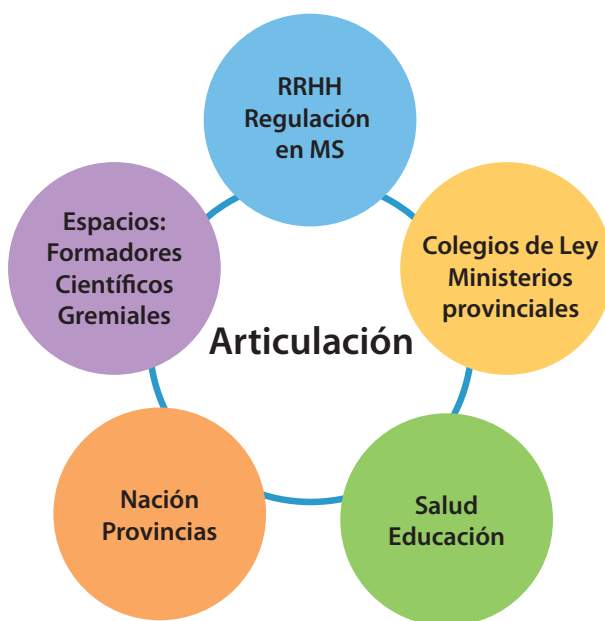 RRHH
Regulación
en MS
Espacios:
Formadores
Científicos
Gremiales
Colegios de Ley
Ministerios
provinciales
Articulación
Nación
Provincias
Salud
Educación